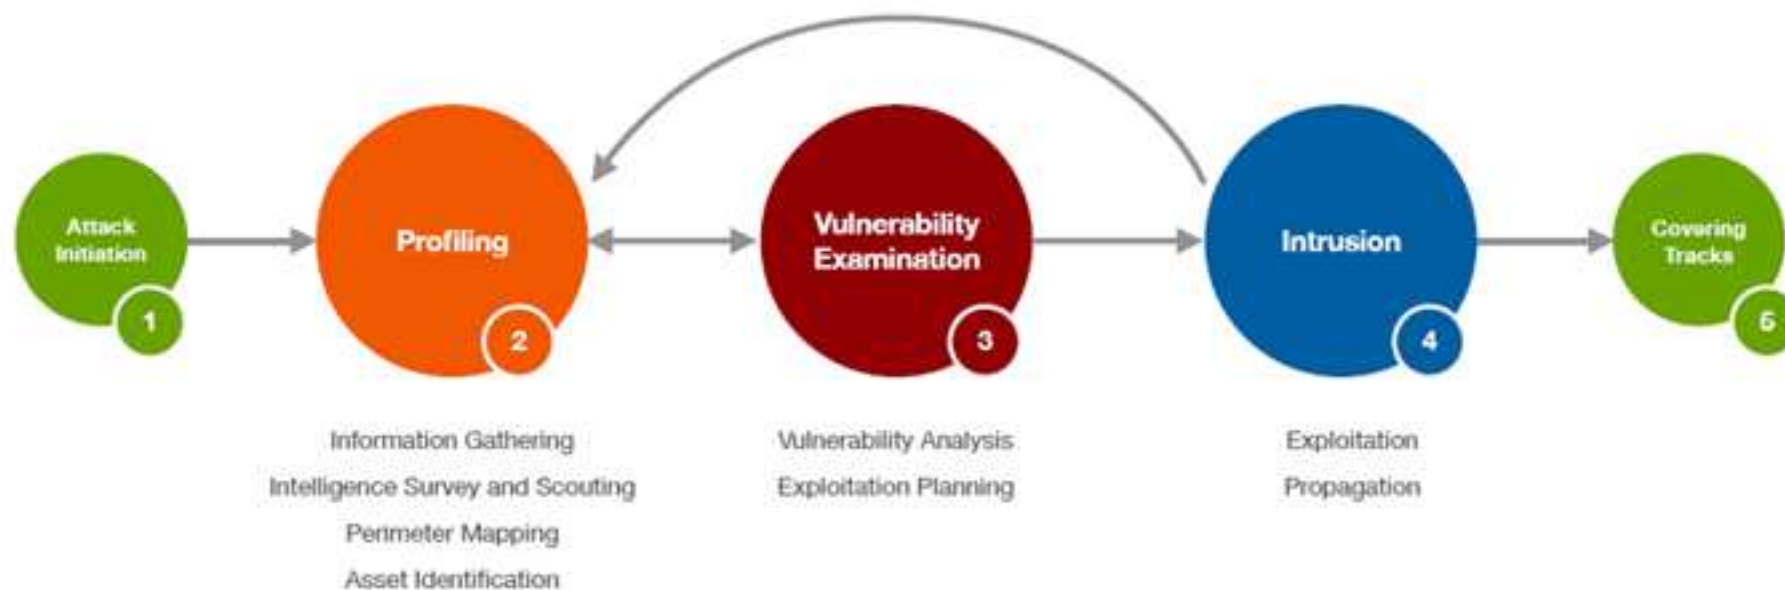 Attack
Initiation
1
Profiling
2
Vulnerability
Examination
3
Intrusion
4
Covering
Tracks
5
Information Gathering
Intelligence Survey and Scouting
Perimeter Mapping
Asset Identification
Vulnerability Analysis
Exploitation Planning
Exploitation
Propagation